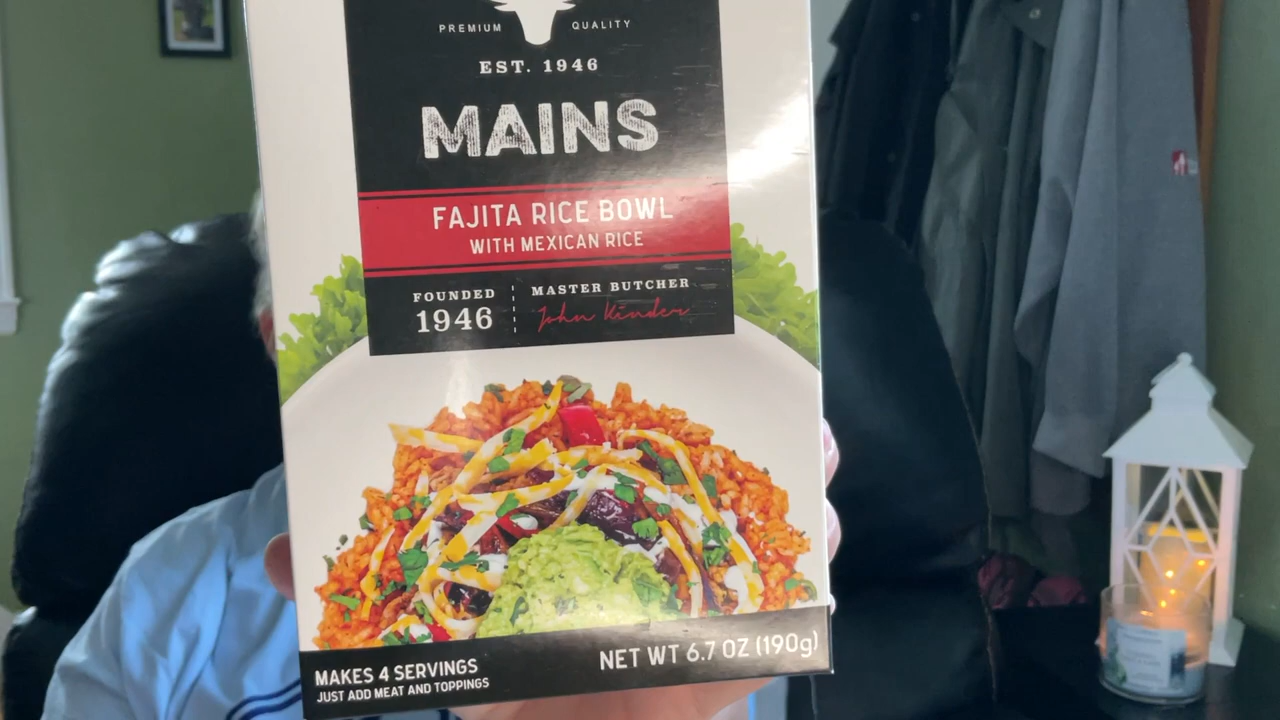 PREMIUM QUALITY
EST. 1946
MAINS
FAJITA RICE BOWL
WITH MEXICAN RICE
FOUNDED
1946
MASTER BUTCHER
John Kinder
MAKES 4 SERVINGS
JUST ADD MEAT AND TOPPINGS
NET WT 6.7 OZ (190g)